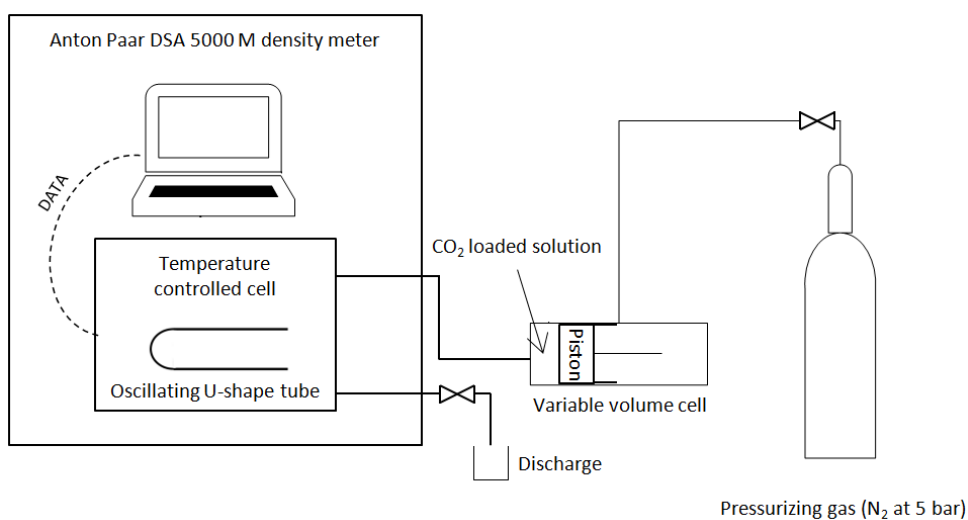 Anton Paar DSA 5000 M density meter
DATA
CO₂ loaded solution
Temperature
controlled cell
Piston
Oscillating U-shape tube
Variable volume cell
Discharge
Pressurizing gas (N₂ at 5 bar)